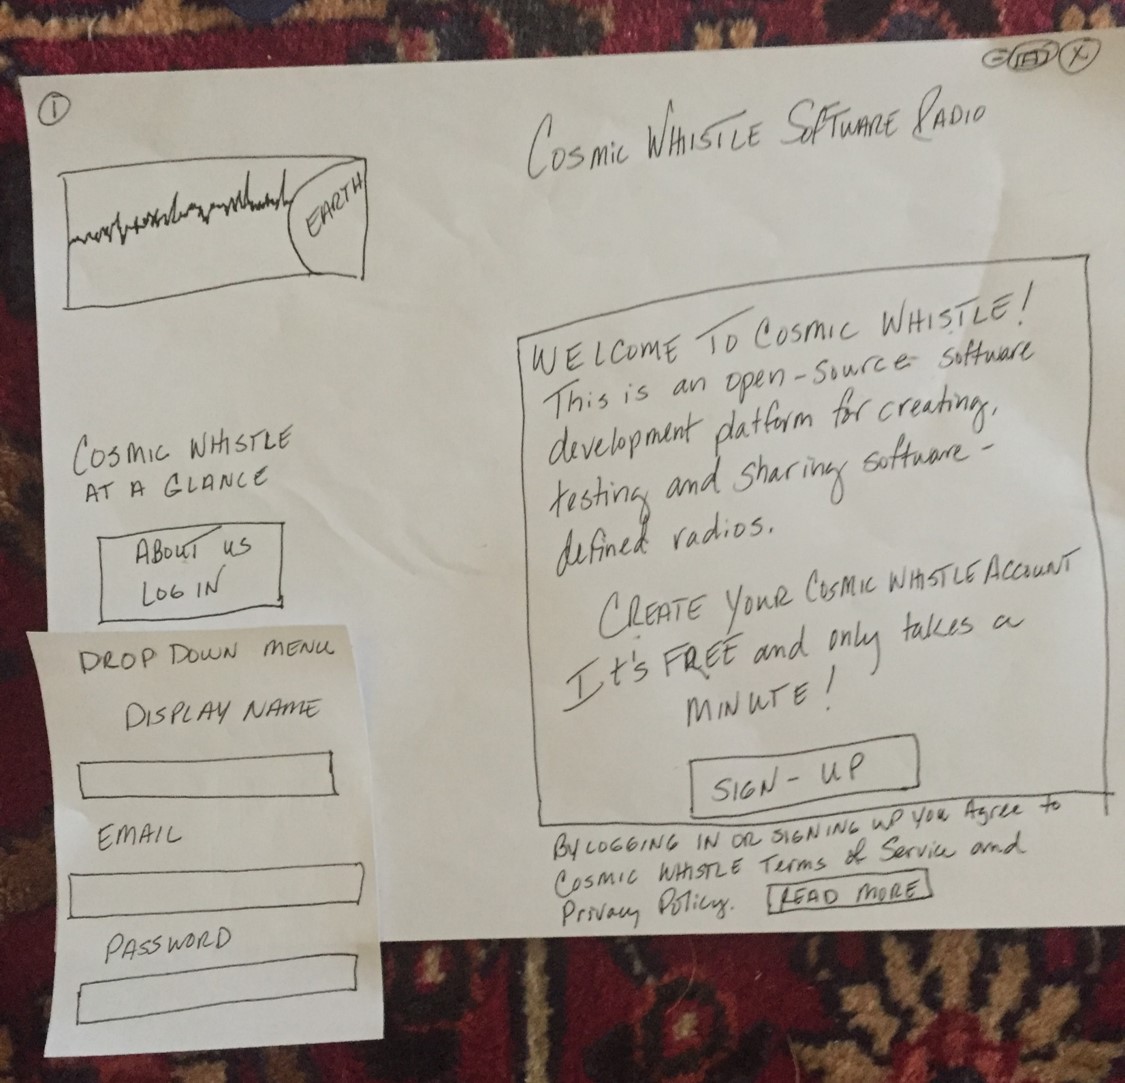 1
X
COSMIC WHISTLE SOFTWARE RADIO
EARTH
WELCOME TO COSMIC WHISTLE!
This is an open-source software
development platform for creating,
testing and sharing software-
defined radios.
CREATE YOUR COSMIC WHISTLE ACCOUNT
It's FREE and only takes a
MINUTE!
SIGN-UP
BY LOGGING IN OR SIGNING UP YOU Agree to
COSMIC WHISTLE Terms of Service and
Privacy Policy. READ MORE
COSMIC WHISTLE
AT A GLANCE
ABOUT US
LOG IN
DROP DOWN MENU
DISPLAY NAME
EMAIL
PASSWORD